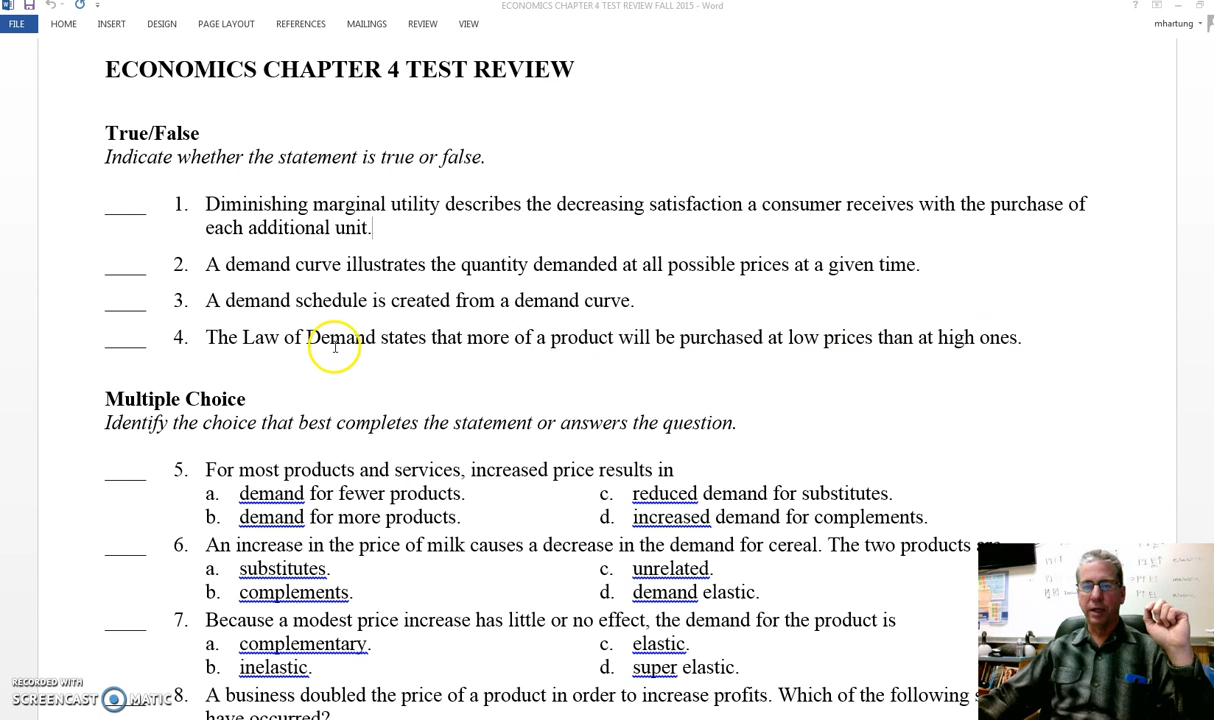 ECONOMICS CHAPTER 4 TEST REVIEW FALL 2015 - Word
FILE HOME INSERT DESIGN PAGE LAYOUT REFERENCES MAILINGS REVIEW VIEW mhartung
ECONOMICS CHAPTER 4 TEST REVIEW
True/False
Indicate whether the statement is true or false.
1. Diminishing marginal utility describes the decreasing satisfaction a consumer receives with the purchase of
each additional unit.
2. A demand curve illustrates the quantity demanded at all possible prices at a given time.
3. A demand schedule is created from a demand curve.
4. The Law of Demand states that more of a product will be purchased at low prices than at high ones.
Multiple Choice
Identify the choice that best completes the statement or answers the question.
5. For most products and services, increased price results in
a. demand for fewer products. c. reduced demand for substitutes.
b. demand for more products. d. increased demand for complements.
6. An increase in the price of milk causes a decrease in the demand for cereal. The two products
a. substitutes. c. unrelated.
b. complements. d. demand elastic.
7. Because a modest price increase has little or no effect, the demand for the product is
a. complementary. c. elastic.
b. inelastic. d. super elastic.
8. A business doubled the price of a product in order to increase profits. Which of the following
have occurred?
RECORDED WITH
SCREENCAST MATIC